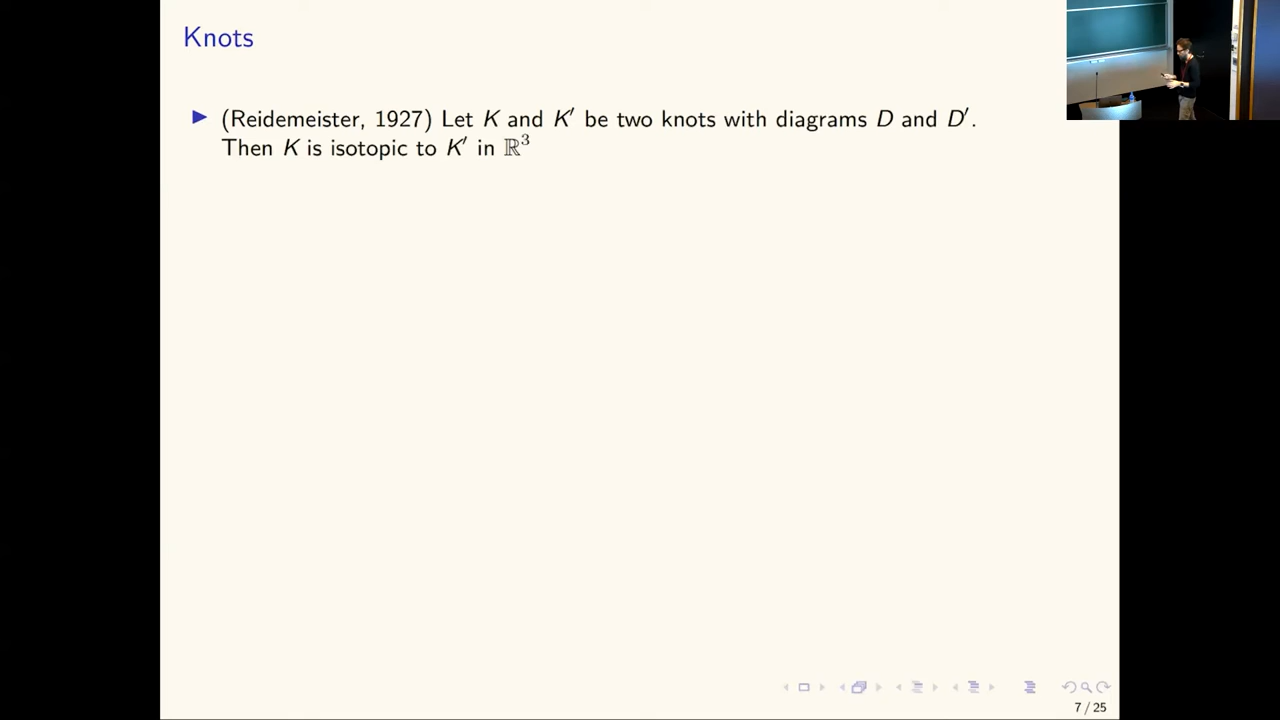 Knots
(Reidemeister, 1927) Let K and K′ be two knots with diagrams D and D′.
Then K is isotopic to K′ in ℝ³
7 / 25